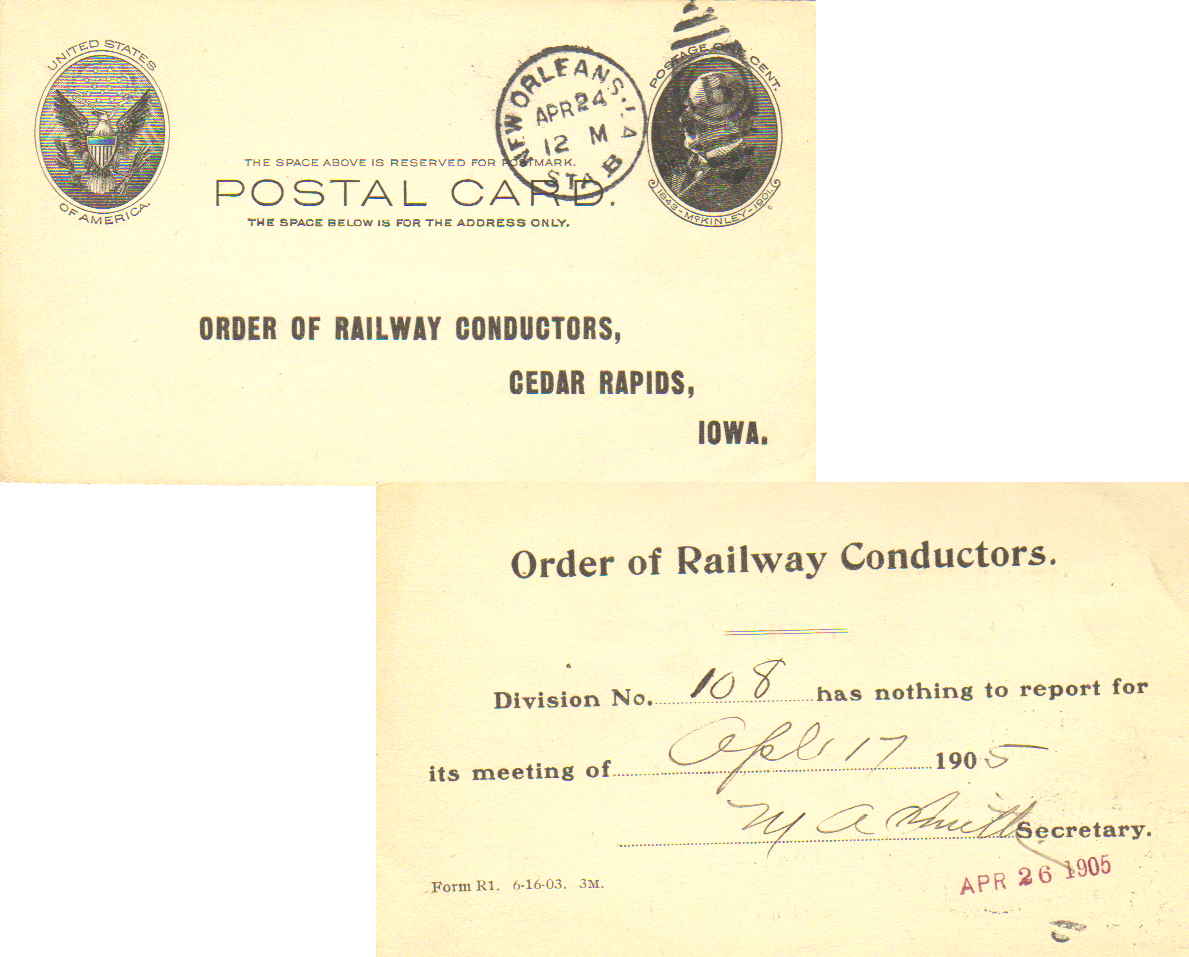 UNITED STATES
OF AMERICA.
THE SPACE ABOVE IS RESERVED FOR POSTMARK.
POSTAL CARD.
THE SPACE BELOW IS FOR THE ADDRESS ONLY.
NEW ORLEANS, LA
APR 24
12 M
STA. B
POSTAGE ONE CENT.
B
1843-McKINLEY-1901.
ORDER OF RAILWAY CONDUCTORS,
CEDAR RAPIDS,
IOWA.
Order of Railway Conductors.
Division No. 108 has nothing to report for
its meeting of Apl 17 1905
M A Smith Secretary.
Form R1. 6-16-03. 3M.
APR 26 1905